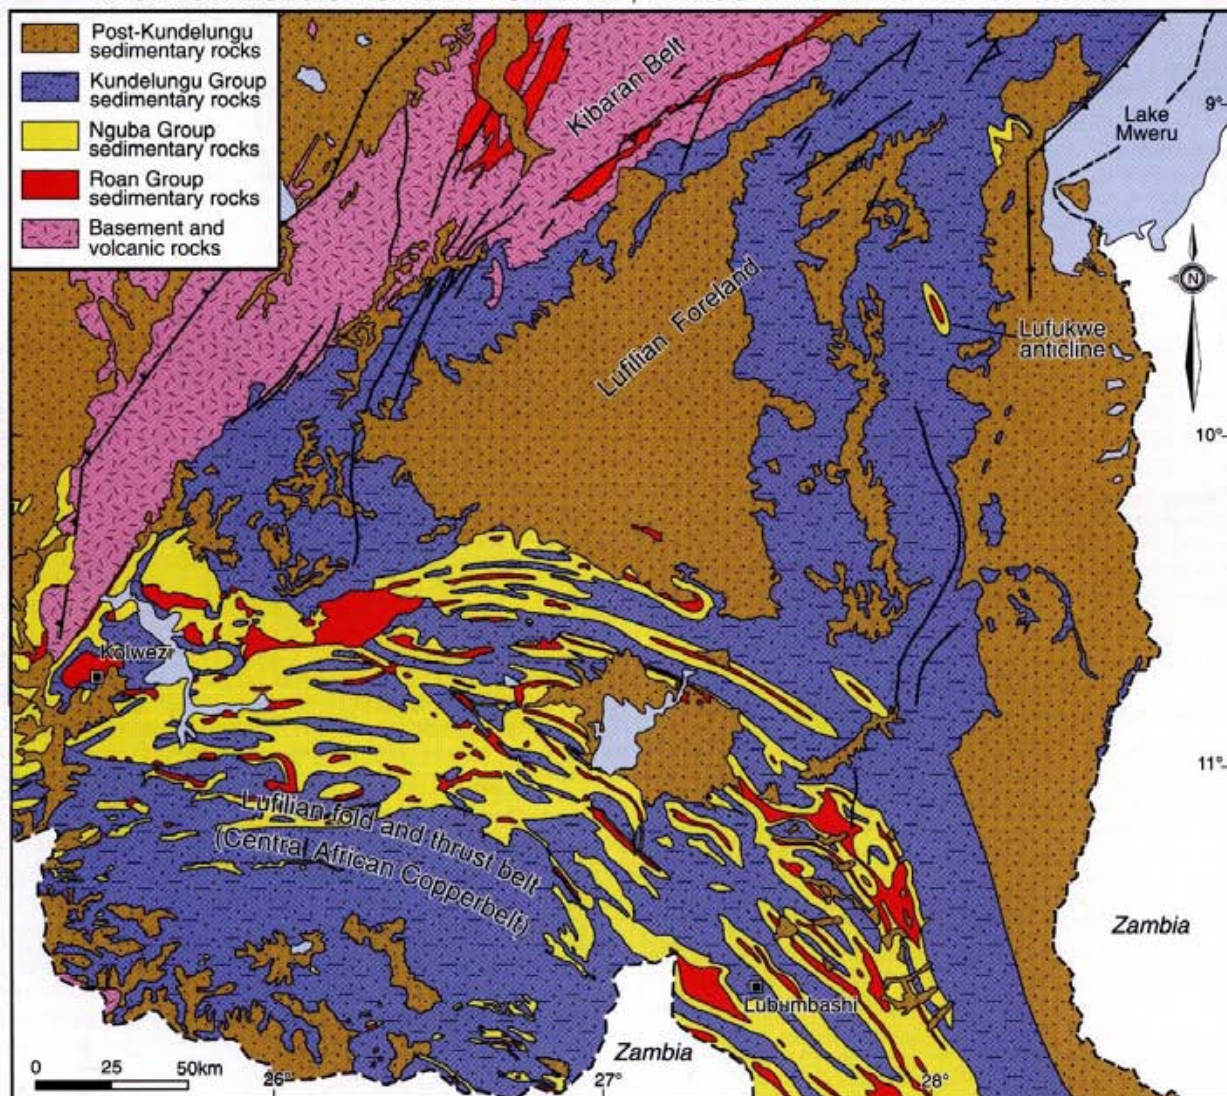 Post-Kundelungu
sedimentary rocks
Kundelungu Group
sedimentary rocks
Nguba Group
sedimentary rocks
Roan Group
sedimentary rocks
Basement and
volcanic rocks
Kibaran Belt
Lake
Mweru
9°
N
Lufilian Foreland
Lufukwe
anticline
10°
Kolwezi
11°
Lufilian fold and thrust belt
(Central African Copperbelt)
Zambia
Lubumbashi
Zambia
0 25 50km
26° 27° 28°